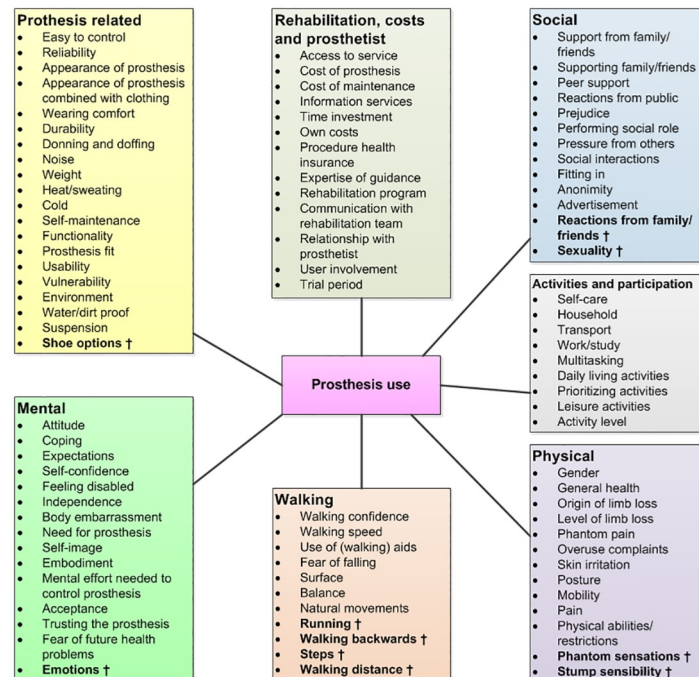 Prothesis related
• Easy to control
• Reliability
• Appearance of prosthesis
• Appearance of prosthesis
combined with clothing
• Wearing comfort
• Durability
• Donning and doffing
• Noise
• Weight
• Heat/sweating
• Cold
• Self-maintenance
• Functionality
• Prosthesis fit
• Usability
• Vulnerability
• Environment
• Water/dirt proof
• Suspension
• Shoe options †
Rehabilitation, costs
and prosthetist
• Access to service
• Cost of prosthesis
• Cost of maintenance
• Information services
• Time investment
• Own costs
• Procedure health
insurance
• Expertise of guidance
• Rehabilitation program
• Communication with
rehabilitation team
• Relationship with
prosthetist
• User involvement
• Trial period
Social
• Support from family/
friends
• Supporting family/friends
• Peer support
• Reactions from public
• Prejudice
• Performing social role
• Pressure from others
• Social interactions
• Fitting in
• Anonimity
• Advertisement
• Reactions from family/
friends †
• Sexuality †
Activities and participation
• Self-care
• Household
• Transport
• Work/study
• Multitasking
• Daily living activities
• Prioritizing activities
• Leisure activities
• Activity level
Prosthesis use
Mental
• Attitude
• Coping
• Expectations
• Self-confidence
• Feeling disabled
• Independence
• Body embarrassment
• Need for prosthesis
• Self-image
• Embodiment
• Mental effort needed to
control prosthesis
• Acceptance
• Trusting the prosthesis
• Fear of future health
problems
• Emotions †
Walking
• Walking confidence
• Walking speed
• Use of (walking) aids
• Fear of falling
• Surface
• Balance
• Natural movements
• Running †
• Walking backwards †
• Steps †
• Walking distance †
Physical
• Gender
• General health
• Origin of limb loss
• Level of limb loss
• Phantom pain
• Overuse complaints
• Skin irritation
• Posture
• Mobility
• Pain
• Physical abilities/
restrictions
• Phantom sensations †
• Stump sensibility †